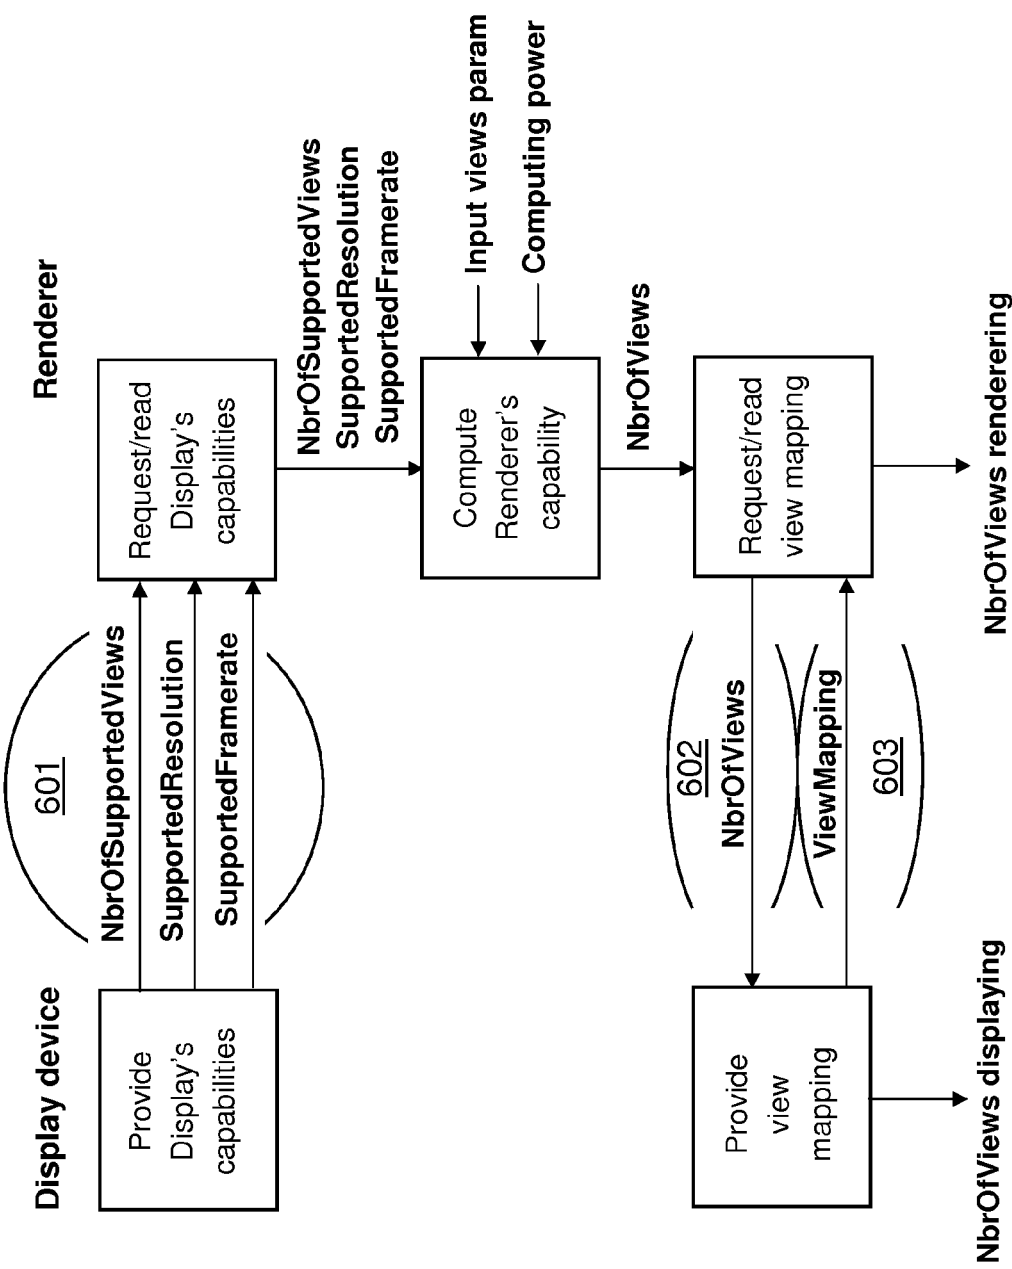 Display device
Renderer
Provide
Display's
capabilities
601
NbrOfSupportedViews
SupportedResolution
SupportedFramerate
Request/read
Display's
capabilities
NbrOfSupportedViews
SupportedResolution
SupportedFramerate
Compute
Renderer's
capability
Input views param
Computing power
NbrOfViews
Provide
view
mapping
602
NbrOfViews
ViewMapping
603
Request/read
view mapping
NbrOfViews displaying
NbrOfViews renderering